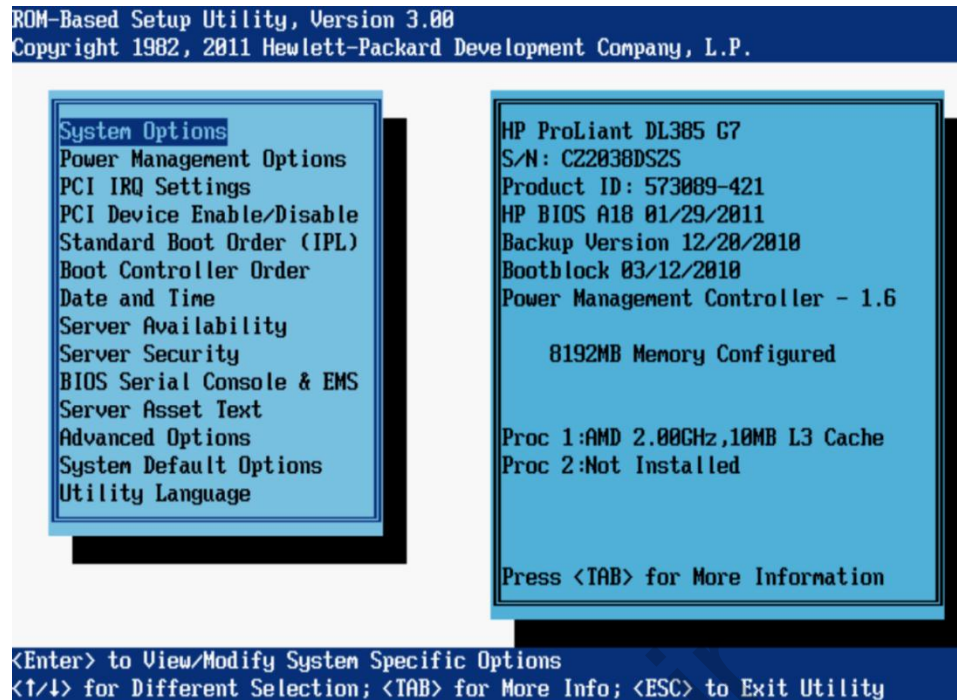 ROM-Based Setup Utility, Version 3.00
Copyright 1982, 2011 Hewlett-Packard Development Company, L.P.
System Options
Power Management Options
PCI IRQ Settings
PCI Device Enable/Disable
Standard Boot Order (IPL)
Boot Controller Order
Date and Time
Server Availability
Server Security
BIOS Serial Console & EMS
Server Asset Text
Advanced Options
System Default Options
Utility Language
HP ProLiant DL385 G7
S/N: CZ2038DSZS
Product ID: 573089-421
HP BIOS A18 01/29/2011
Backup Version 12/20/2010
Bootblock 03/12/2010
Power Management Controller - 1.6
8192MB Memory Configured
Proc 1:AMD 2.00GHz,10MB L3 Cache
Proc 2:Not Installed
Press <TAB> for More Information
<Enter> to View/Modify System Specific Options
<↑/↓> for Different Selection; <TAB> for More Info; <ESC> to Exit Utility